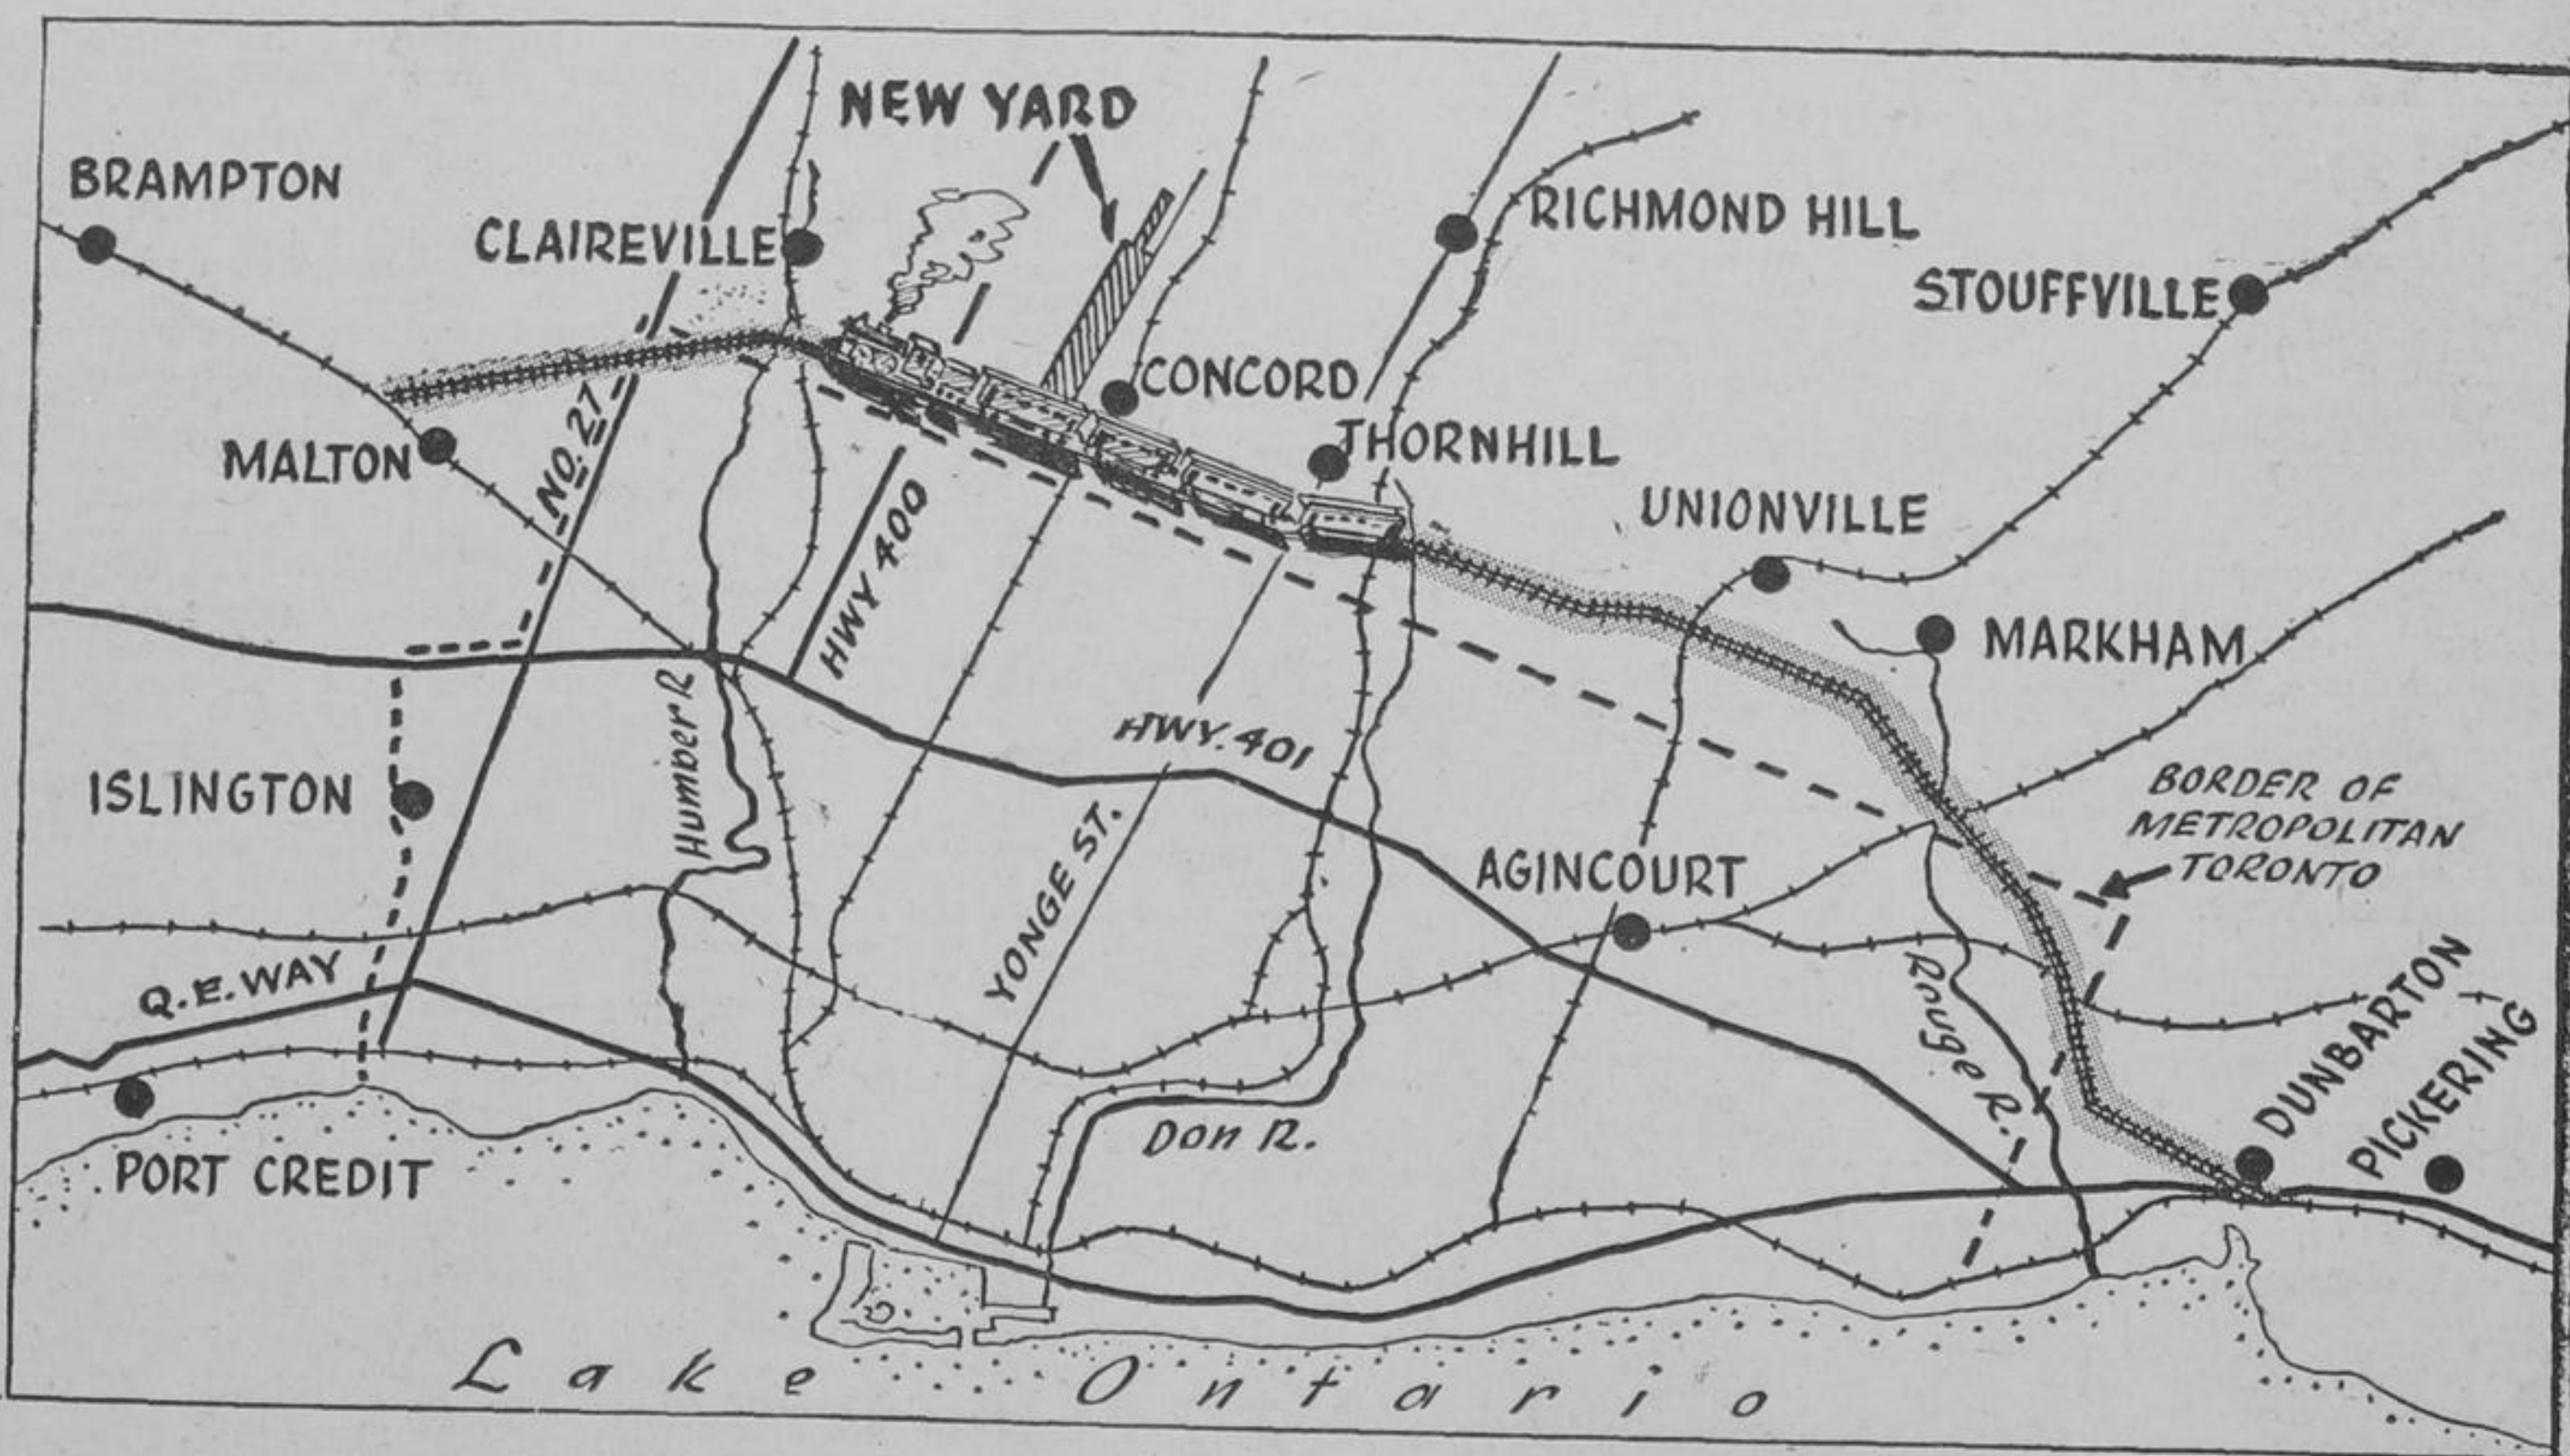 NEW YARD
BRAMPTON
CLAIREVILLE
RICHMOND HILL
STOUFFVILLE
CONCORD
MALTON
NO. 27
THORNHILL
HWY 400
UNIONVILLE
MARKHAM
Humber R
HWY. 401
ISLINGTON
BORDER OF
METROPOLITAN
TORONTO
YONGE ST.
AGINCOURT
Q.E. WAY
Rouge R.
DUNBARTON
PICKERING
Don R.
PORT CREDIT
Lake Ontario